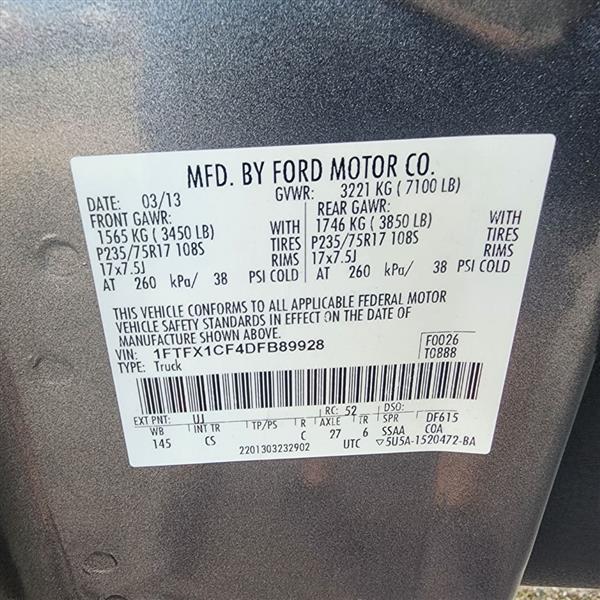 MFD. BY FORD MOTOR CO.
DATE: 03/13 GVWR: 3221 KG ( 7100 LB)
FRONT GAWR: REAR GAWR:
1565 KG ( 3450 LB) WITH 1746 KG ( 3850 LB) WITH
P235/75R17 108S TIRES P235/75R17 108S TIRES
17x7.5J RIMS 17x7.5J RIMS
AT 260 kPa/ 38 PSI COLD AT 260 kPa/ 38 PSI COLD
THIS VEHICLE CONFORMS TO ALL APPLICABLE FEDERAL MOTOR
VEHICLE SAFETY STANDARDS IN EFFECT ON THE DATE OF
MANUFACTURE SHOWN ABOVE.
VIN: 1FTFX1CF4DFB89928 F0026
TYPE: Truck T0888
EXT PNT: UJ RC: 52 DSO:
WB INT TR TP/PS R AXLE TR SPR DF615
145 CS C 27 6 SSAA COA
2201303232902 UTC ▽5U5A-1520472-BA